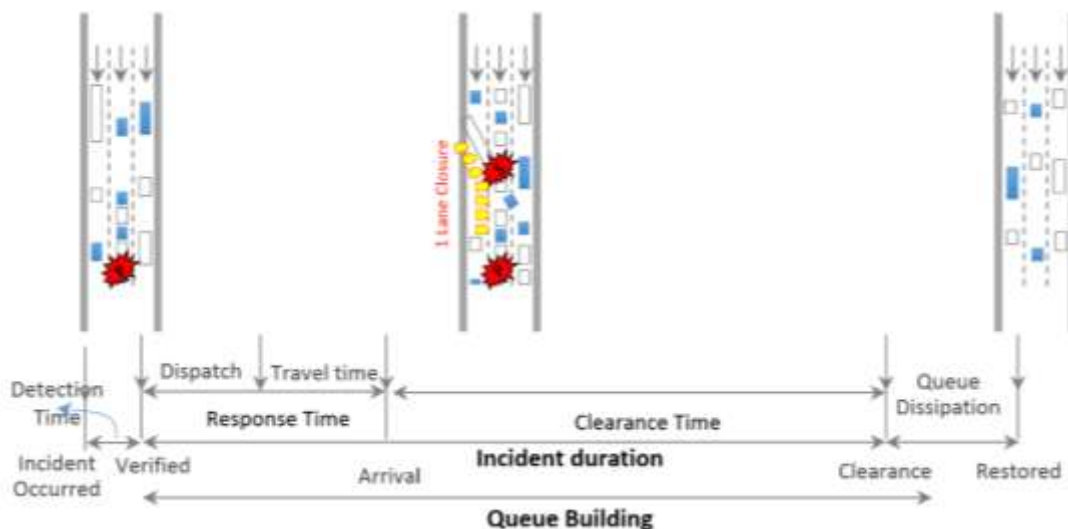 1 Lane Closure
Dispatch
Travel time
Detection
Time
Response Time
Clearance Time
Queue
Dissipation
Incident
Occurred
Verified
Incident duration
Arrival
Clearance
Restored
Queue Building